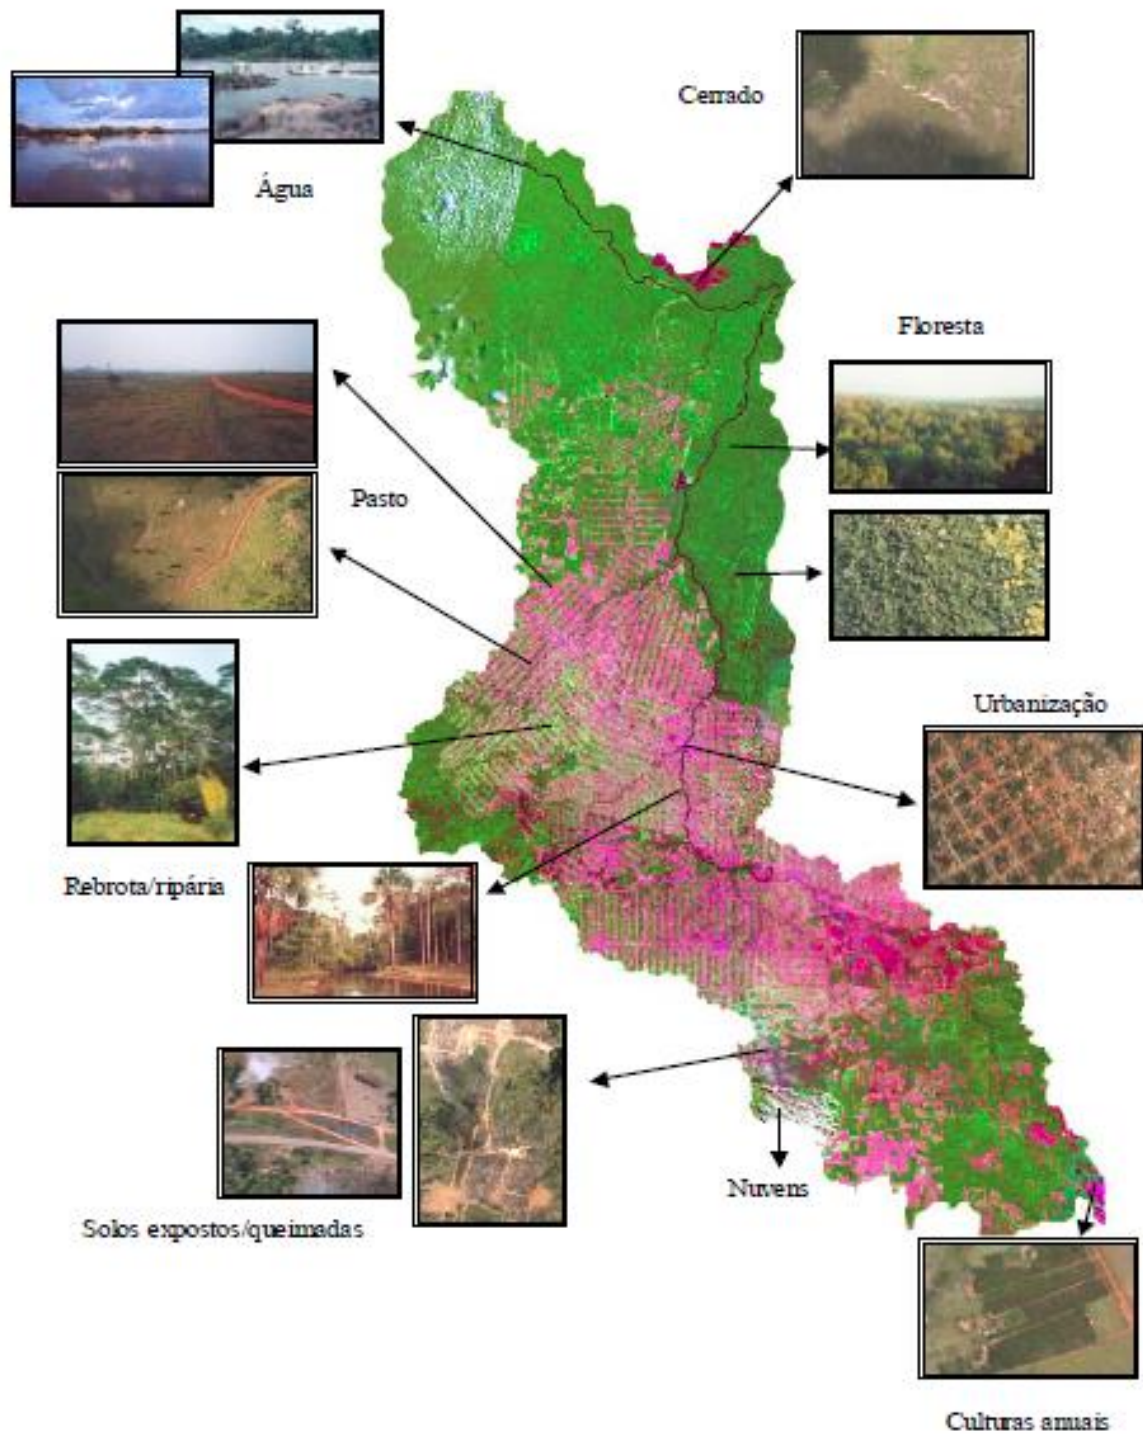 Cerrado
Água
Floresta
Pasto
Urbanização
Rebrota/ripária
Nuvens
Solos expostos/queimadas
Culturas anuais